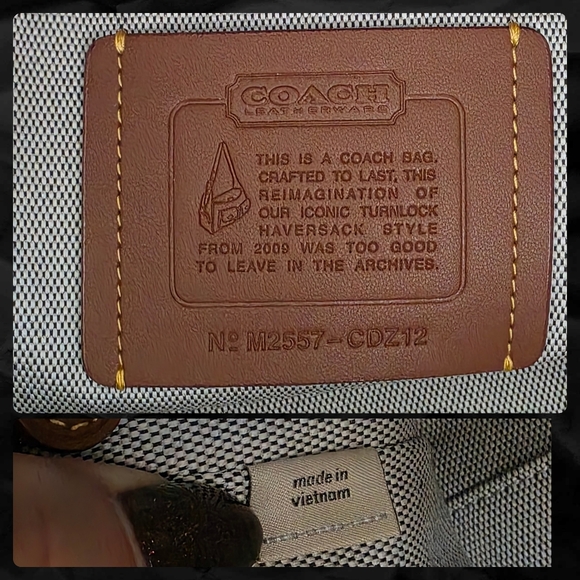 COACH
LEATHERWARE
THIS IS A COACH BAG.
CRAFTED TO LAST, THIS
REIMAGINATION OF
OUR ICONIC TURNLOCK
HAVERSACK STYLE
FROM 2009 WAS TOO GOOD
TO LEAVE IN THE ARCHIVES.
Nº M2557-CDZ12
made in
vietnam